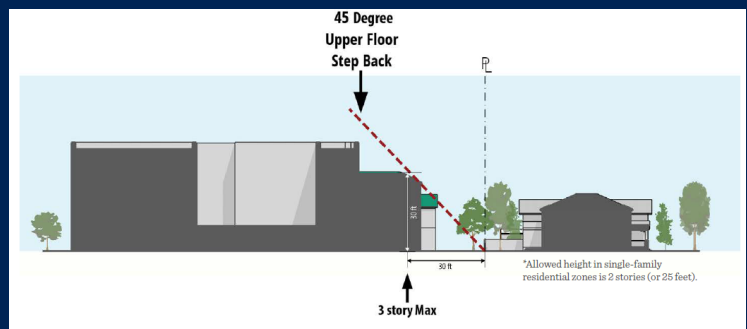 45 Degree
Upper Floor
Step Back
PL
30 ft
30 ft
3 story Max
*Allowed height in single-family
residential zones is 2 stories (or 25 feet).